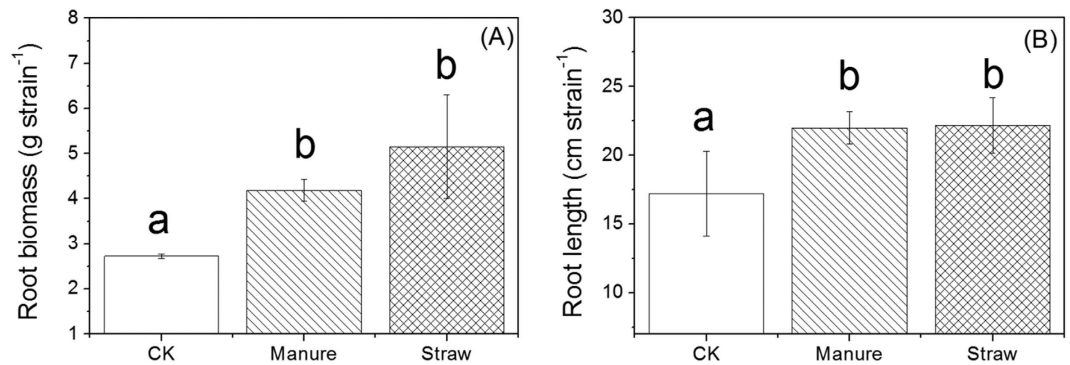 (A)
Root biomass (g strain⁻¹)
8
7
6
5
4
3
2
1
a
b
b
CK
Manure
Straw
(B)
Root length (cm strain⁻¹)
30
25
20
15
10
a
b
b
CK
Manure
Straw